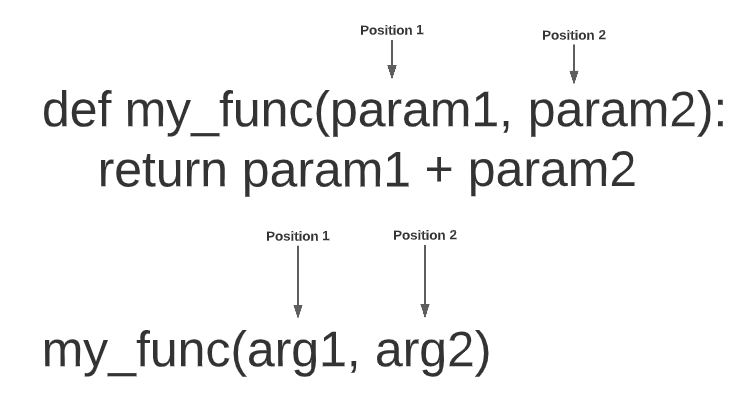 Position 1 Position 2
def my_func(param1, param2):
return param1 + param2
Position 1 Position 2
my_func(arg1, arg2)